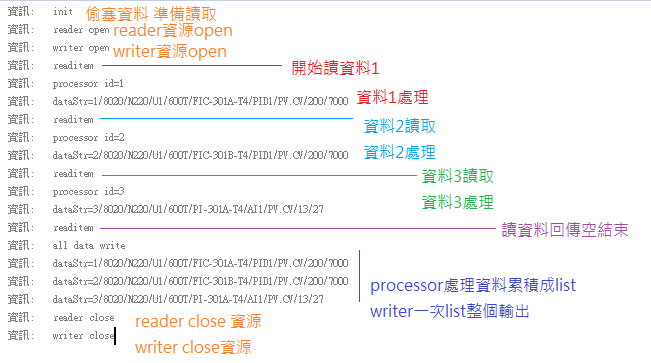 資訊: init 偷塞資料 準備讀取
資訊: reader open reader資源open
資訊: writer open writer資源open
資訊: readitem 開始讀資料1
資訊: processor id=1
資訊: dataStr=1/8020/N220/U1/600T/FIC-301A-T4/PID1/PV.CV/200/7000 資料1處理
資訊: readitem 資料2讀取
資訊: processor id=2
資訊: dataStr=2/8020/N220/U1/600T/FIC-301B-T4/PID1/PV.CV/200/7000 資料2處理
資訊: readitem 資料3讀取
資訊: processor id=3
資訊: dataStr=3/8020/N220/U1/600T/PI-301A-T4/AI1/PV.CV/13/27 資料3處理
資訊: readitem 讀資料回傳空結束
資訊: all data write
資訊: dataStr=1/8020/N220/U1/600T/FIC-301A-T4/PID1/PV.CV/200/7000
資訊: dataStr=2/8020/N220/U1/600T/FIC-301B-T4/PID1/PV.CV/200/7000 processor處理資料累積成list
資訊: dataStr=3/8020/N220/U1/600T/PI-301A-T4/AI1/PV.CV/13/27 writer一次list整個輸出
資訊: reader close reader close 資源
資訊: writer close writer close資源